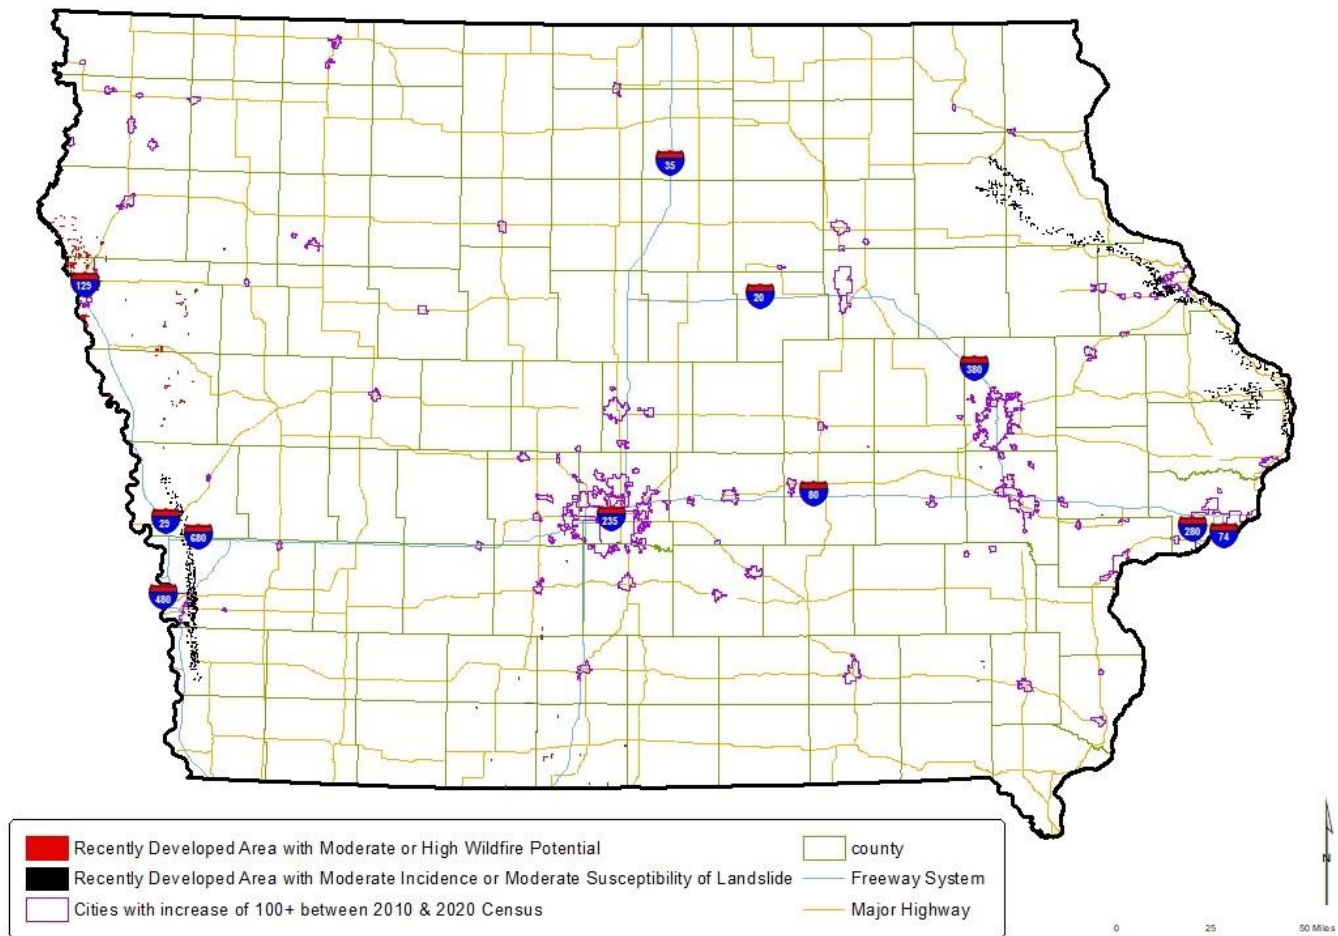 35
129
20
380
80
29
235
680
280
74
480
Recently Developed Area with Moderate or High Wildfire Potential
Recently Developed Area with Moderate Incidence or Moderate Susceptibility of Landslide
Cities with increase of 100+ between 2010 & 2020 Census
county
Freeway System
Major Highway
N
0 25 50 Miles